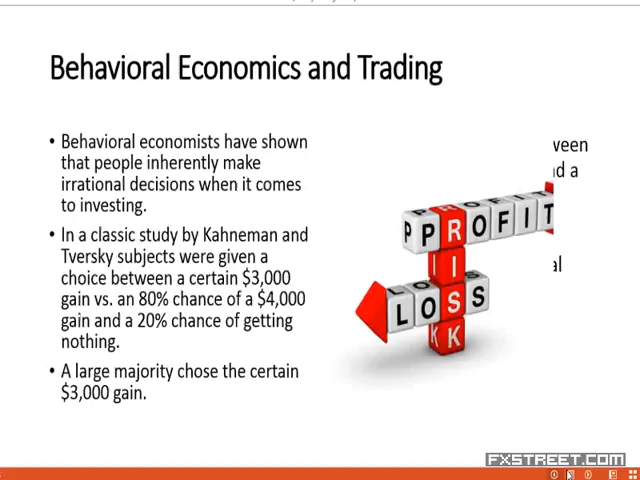 Behavioral Economics and Trading
• Behavioral economists have shown
that people inherently make
irrational decisions when it comes
to investing.
• In a classic study by Kahneman and
Tversky subjects were given a
choice between a certain $3,000
gain vs. an 80% chance of a $4,000
gain and a 20% chance of getting
nothing.
• A large majority chose the certain
$3,000 gain.
PROFIT
RISK
LOSS
FXSTREET.COM